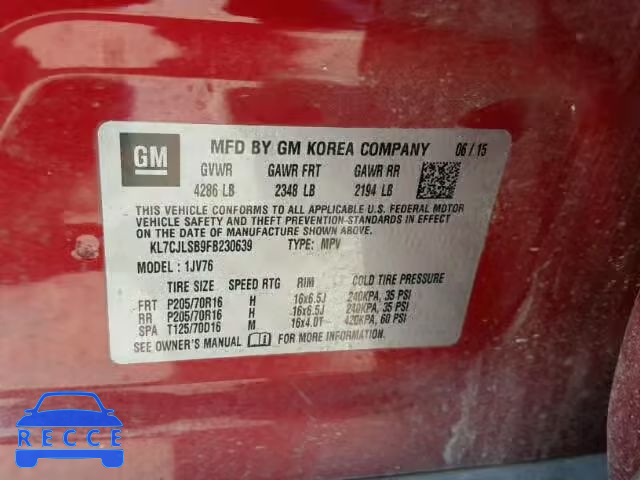 GM
MFD BY GM KOREA COMPANY 06/15
GVWR GAWR FRT GAWR RR
4286 LB 2348 LB 2194 LB
THIS VEHICLE CONFORMS TO ALL APPLICABLE U.S. FEDERAL MOTOR
VEHICLE SAFETY AND THEFT PREVENTION STANDARDS IN EFFECT ON
THE DATE OF MANUFACTURE SHOWN ABOVE.
KL7CJLSB9FB230639 TYPE: MPV
MODEL: 1JV76
TIRE SIZE SPEED RTG RIM COLD TIRE PRESSURE
FRT P205/70R16 H 16x6.5J 240KPA, 35 PSI
RR P205/70R16 H 16x6.5J 240KPA, 35 PSI
SPA T125/70D16 M 16x4.0T 420KPA, 60 PSI
SEE OWNER'S MANUAL FOR MORE INFORMATION.
RECCE